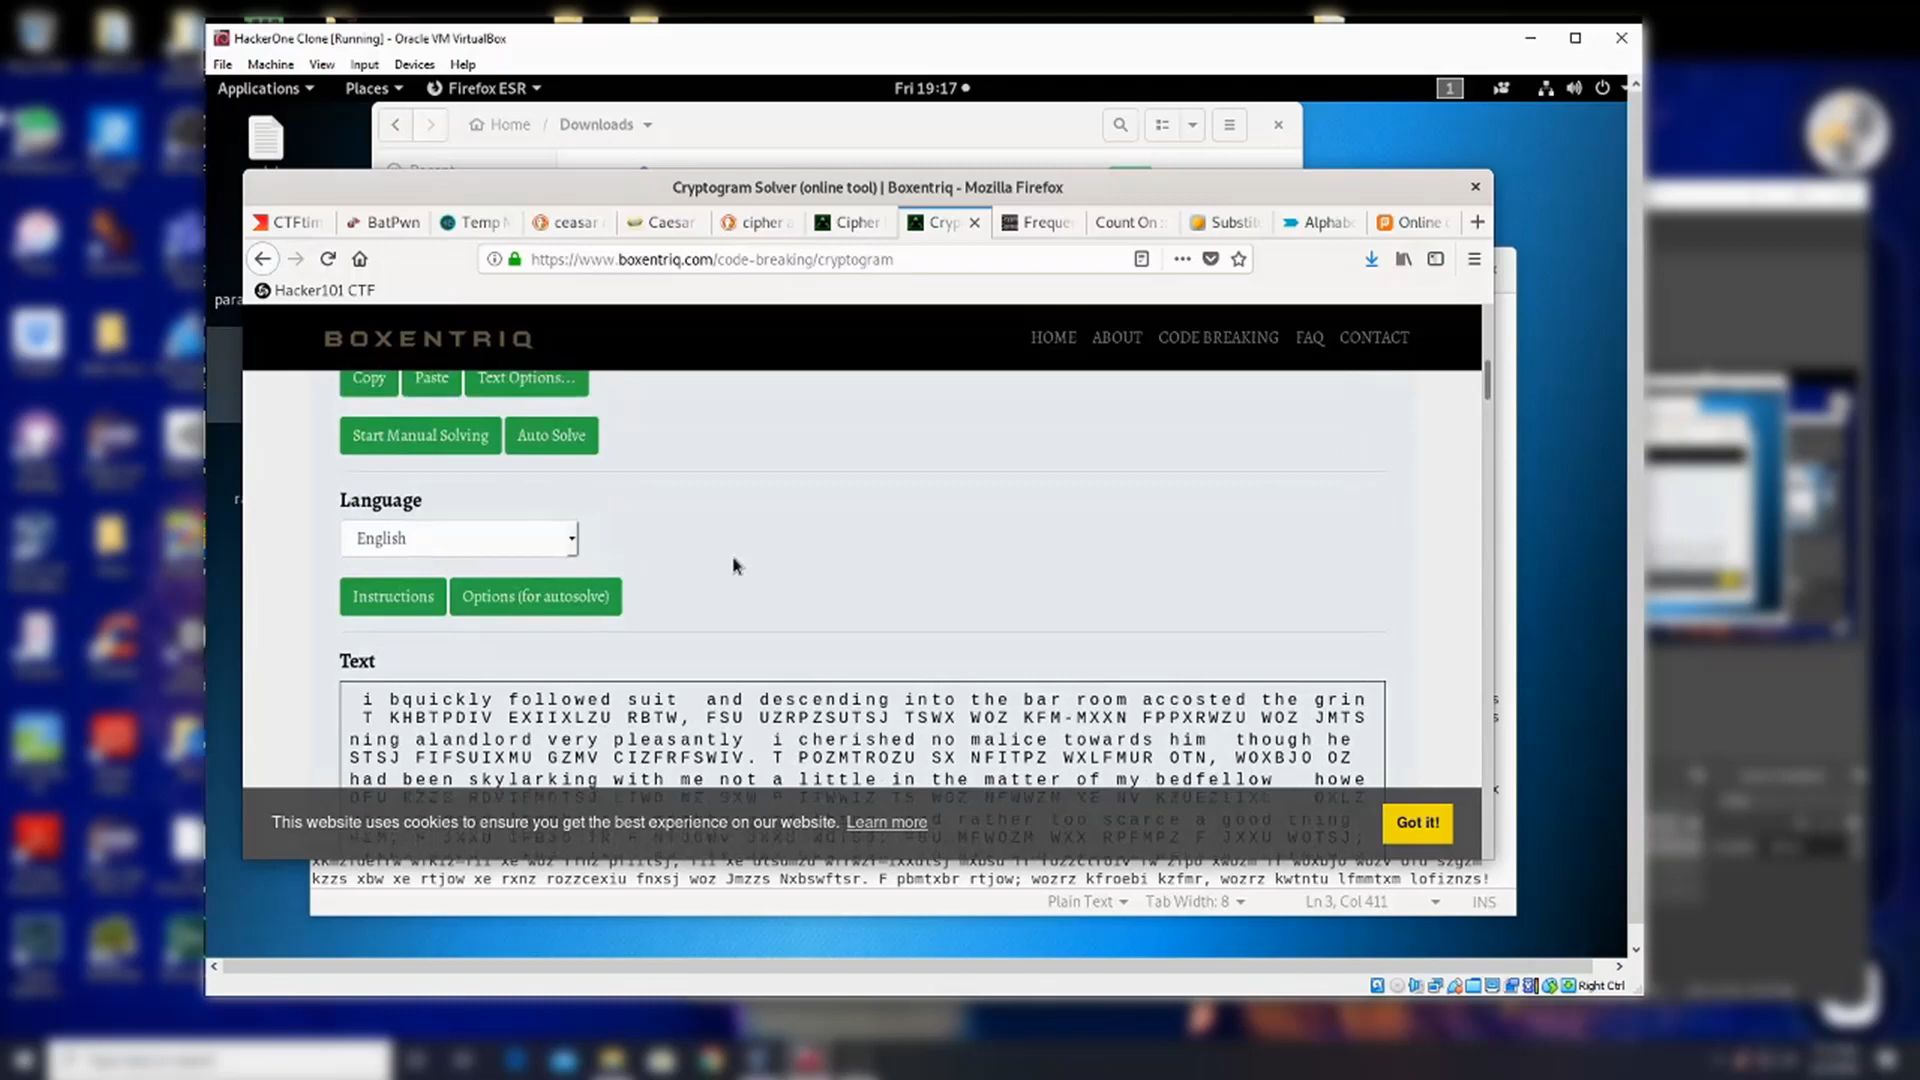 HackerOne Clone [Running] - Oracle VM VirtualBox
File Machine View Input Devices Help
Applications Places Firefox ESR Fri 19:17 1
Home / Downloads
Cryptogram Solver (online tool) | Boxentriq - Mozilla Firefox
CTFtim BatPwn Temp ceasar Caesar cipher a Cipher Cryp Freque Count On Substit Alphab Online
https://www.boxentriq.com/code-breaking/cryptogram
Hacker101 CTF
BOXENTRIQ HOME ABOUT CODE BREAKING FAQ CONTACT
Copy Paste Text Options...
Start Manual Solving Auto Solve
Language
English
Instructions Options (for autosolve)
Text
i bquickly followed suit and descending into the bar room accosted the grin
T KHBTPDIV EXIIXLZU RBTW, FSU UZRPZSUTSJ TSWX WOZ KFM-MXXN FPPXRWZU WOZ JMTS
ning alandlord very pleasantly i cherished no malice towards him though he
STSJ FIFSUIXMU GZMV CIZFRFSWIV. T POZMTROZU SX NFITPZ WXLFMUR OTN, WOXBJO OZ
had been skylarking with me not a little in the matter of my bedfellow howe
rather too scarce a good thing
This website uses cookies to ensure you get the best experience on our website. Learn more
Got it!
kzzs xbw xe rtjow xe rxnz rozzcexiu fnxsj woz Jmzzs Nxbswftsr. F pbmtxbr rtjow; wozrz kfroebi kzfmr, wozrz kwtntu lfmmtxm lofiznzs!
Plain Text Tab Width: 8 Ln 3, Col 411 INS
Right Ctrl